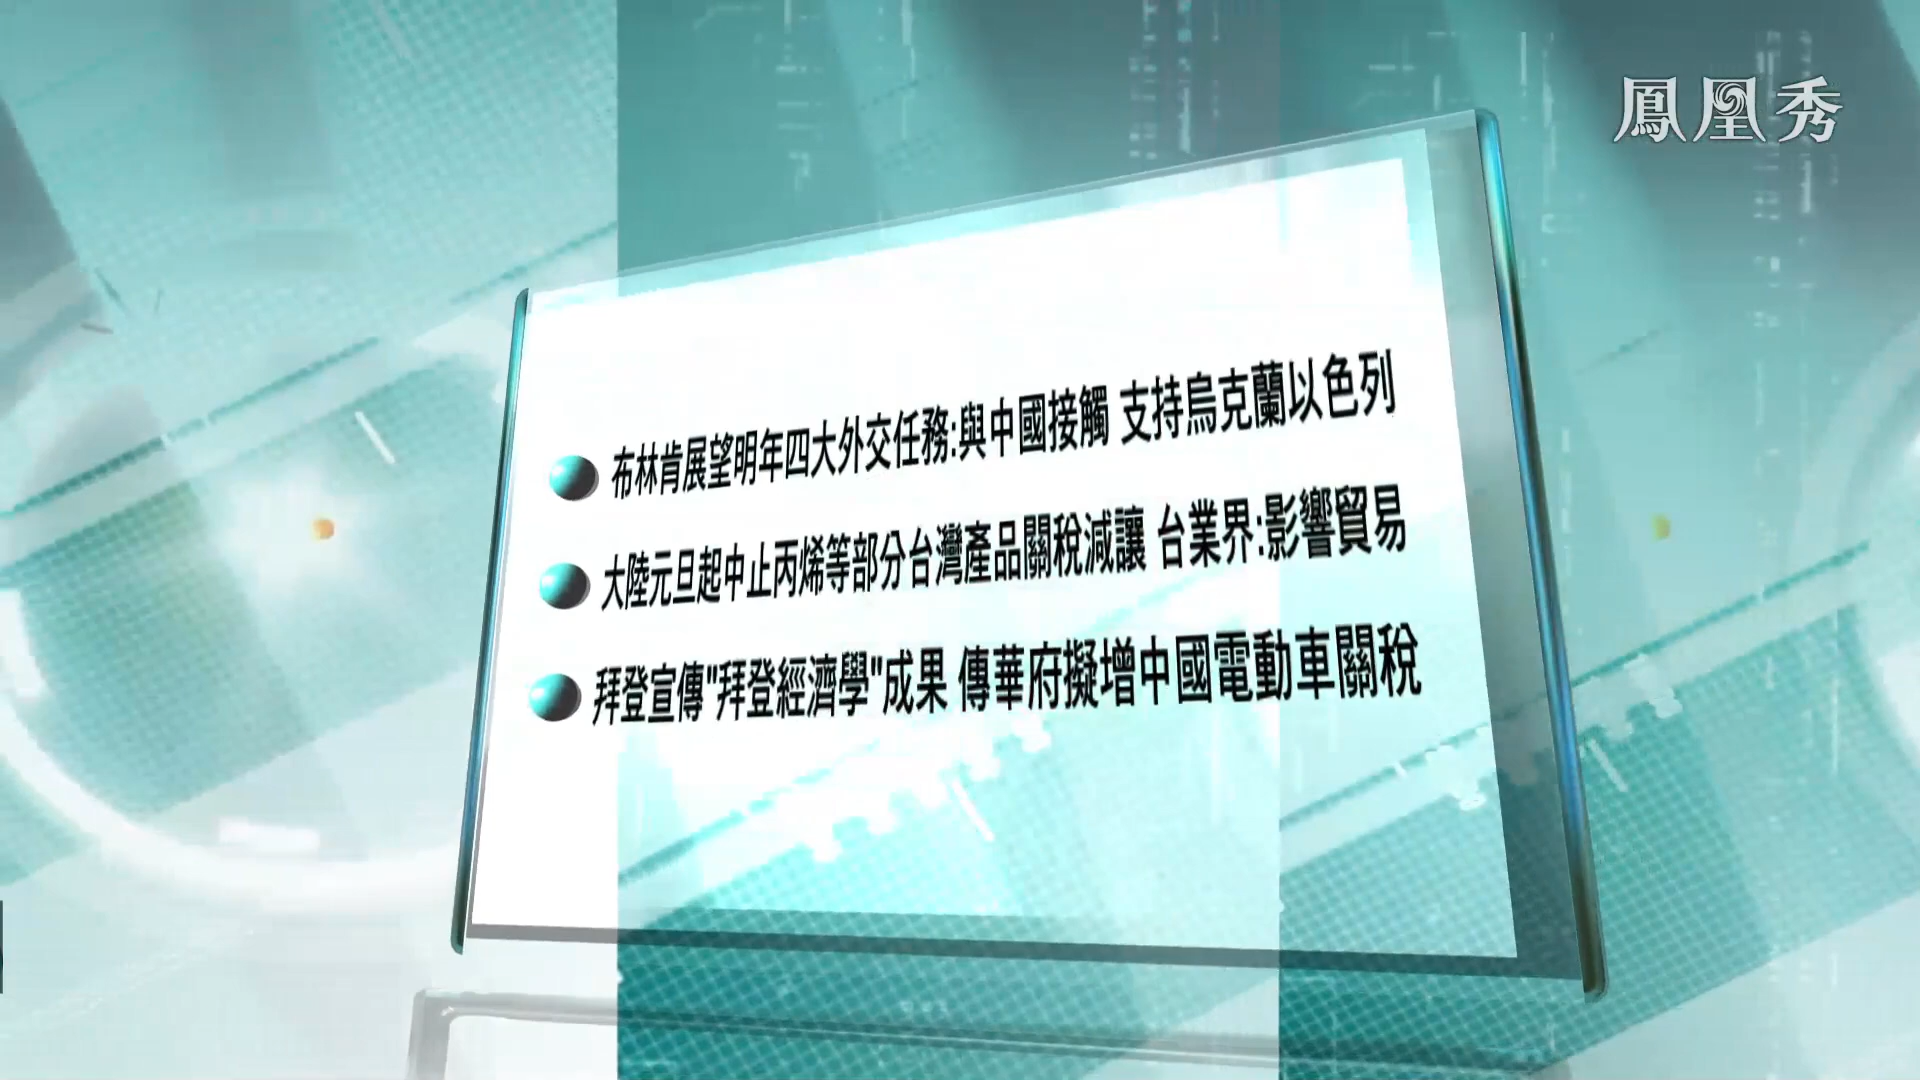 鳳凰秀
布林肯展望明年四大外交任務:與中國接觸 支持烏克蘭以色列
大陸元旦起中止丙烯等部分台灣產品關稅減讓 台業界:影響貿易
拜登宣傳"拜登經濟學"成果 傳華府擬增中國電動車關稅